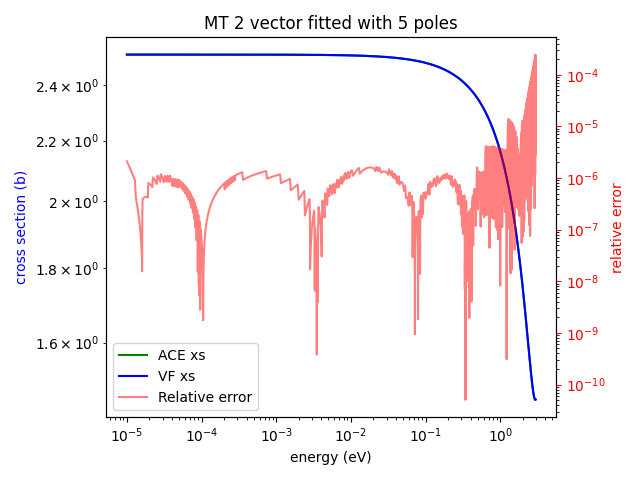 MT 2 vector fitted with 5 poles
cross section (b)
2.4 × 10⁰
2.2 × 10⁰
2 × 10⁰
1.8 × 10⁰
1.6 × 10⁰
10⁻⁴
10⁻⁵
10⁻⁶
10⁻⁷
10⁻⁸
10⁻⁹
10⁻¹⁰
relative error
ACE xs
VF xs
Relative error
10⁻⁵ 10⁻⁴ 10⁻³ 10⁻² 10⁻¹ 10⁰
energy (eV)